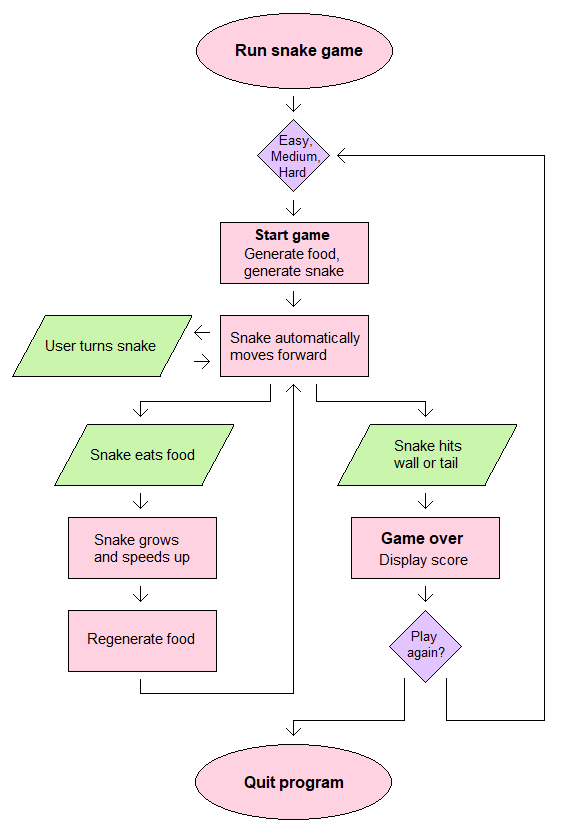 Run snake game
Easy,
Medium,
Hard
Start game
Generate food,
generate snake
User turns snake
Snake automatically
moves forward
Snake eats food
Snake hits
wall or tail
Snake grows
and speeds up
Game over
Display score
Regenerate food
Play
again?
Quit program